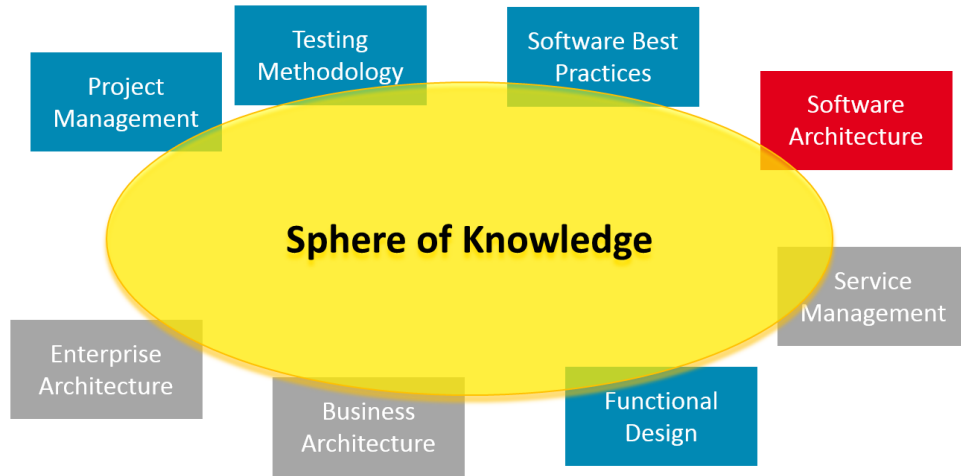 Testing
Methodology
Software Best
Practices
Project
Management
Software
Architecture
Sphere of Knowledge
Service
Management
Enterprise
Architecture
Business
Architecture
Functional
Design